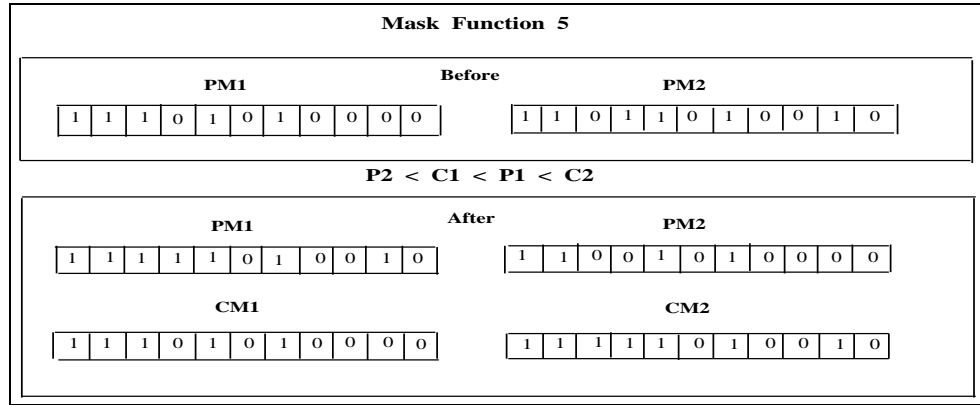 Mask Function 5
Before
PM1 PM2
1 1 1 0 1 0 1 0 0 0 0 1 1 0 1 1 0 1 0 0 1 0
P2 < C1 < P1 < C2
After
PM1 PM2
1 1 1 1 1 0 1 0 0 1 0 1 1 0 0 1 0 1 0 0 0 0
CM1 CM2
1 1 1 0 1 0 1 0 0 0 0 1 1 1 1 1 0 1 0 0 1 0